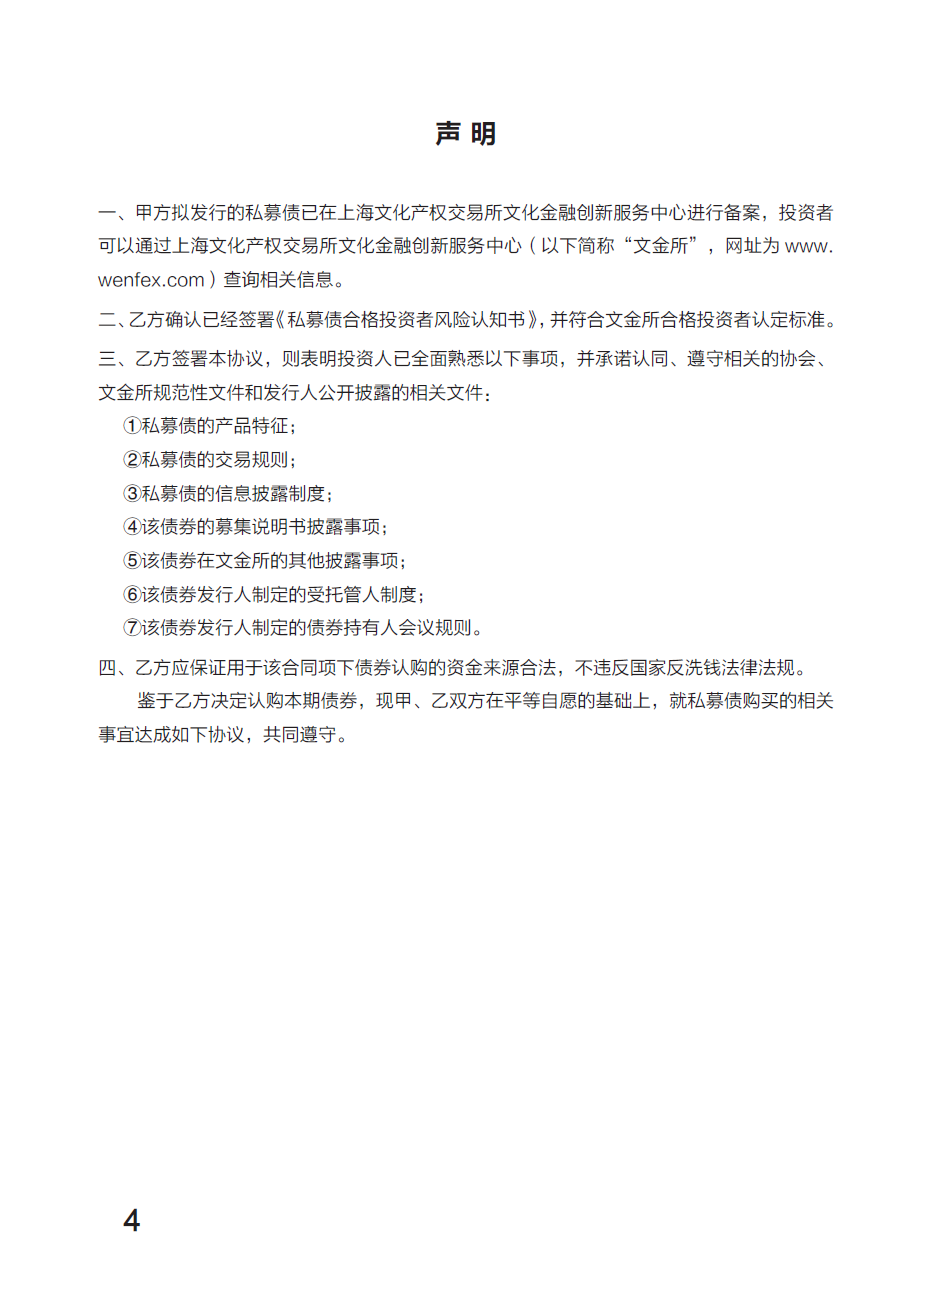 声 明
一、甲方拟发行的私募债已在上海文化产权交易所文化金融创新服务中心进行备案，投资者
可以通过上海文化产权交易所文化金融创新服务中心（以下简称“文金所”，网址为 www.
wenfex.com）查询相关信息。
二、乙方确认已经签署《私募债合格投资者风险认知书》，并符合文金所合格投资者认定标准。
三、乙方签署本协议，则表明投资人已全面熟悉以下事项，并承诺认同、遵守相关的协会、
文金所规范性文件和发行人公开披露的相关文件：
①私募债的产品特征；
②私募债的交易规则；
③私募债的信息披露制度；
④该债券的募集说明书披露事项；
⑤该债券在文金所的其他披露事项；
⑥该债券发行人制定的受托管人制度；
⑦该债券发行人制定的债券持有人会议规则。
四、乙方应保证用于该合同项下债券认购的资金来源合法，不违反国家反洗钱法律法规。
鉴于乙方决定认购本期债券，现甲、乙双方在平等自愿的基础上，就私募债购买的相关
事宜达成如下协议，共同遵守。
4